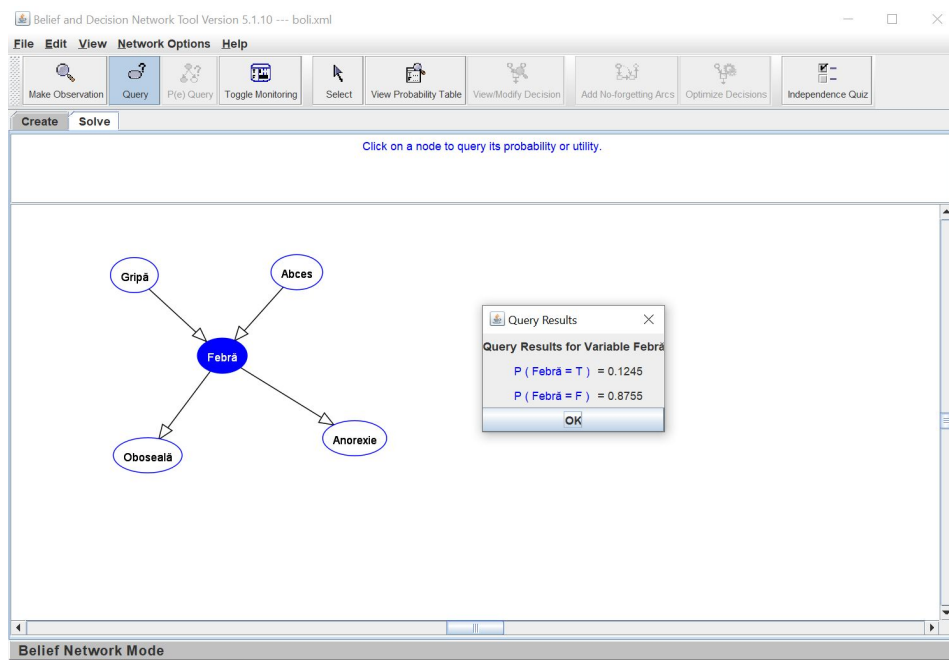 Belief and Decision Network Tool Version 5.1.10 --- boli.xml
File Edit View Network Options Help
Make Observation Query P(e) Query Toggle Monitoring Select View Probability Table View/Modify Decision Add No-forgetting Arcs Optimize Decisions Independence Quiz
Create Solve
Click on a node to query its probability or utility.
Gripă Abces
Febră
Oboseală Anorexie
Query Results
Query Results for Variable Febră
P ( Febră = T ) = 0.1245
P ( Febră = F ) = 0.8755
OK
Belief Network Mode